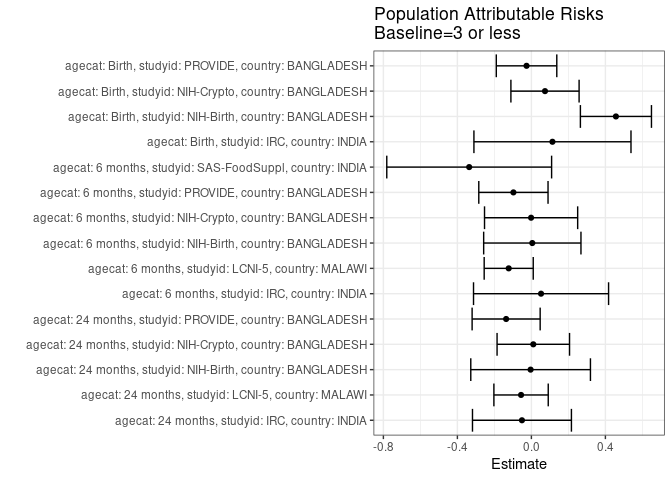 Population Attributable Risks
Baseline=3 or less
agecat: Birth, studyid: PROVIDE, country: BANGLADESH
agecat: Birth, studyid: NIH-Crypto, country: BANGLADESH
agecat: Birth, studyid: NIH-Birth, country: BANGLADESH
agecat: Birth, studyid: IRC, country: INDIA
agecat: 6 months, studyid: SAS-FoodSuppl, country: INDIA
agecat: 6 months, studyid: PROVIDE, country: BANGLADESH
agecat: 6 months, studyid: NIH-Crypto, country: BANGLADESH
agecat: 6 months, studyid: NIH-Birth, country: BANGLADESH
agecat: 6 months, studyid: LCNI-5, country: MALAWI
agecat: 6 months, studyid: IRC, country: INDIA
agecat: 24 months, studyid: PROVIDE, country: BANGLADESH
agecat: 24 months, studyid: NIH-Crypto, country: BANGLADESH
agecat: 24 months, studyid: NIH-Birth, country: BANGLADESH
agecat: 24 months, studyid: LCNI-5, country: MALAWI
agecat: 24 months, studyid: IRC, country: INDIA
-0.8 -0.4 0.0 0.4
Estimate